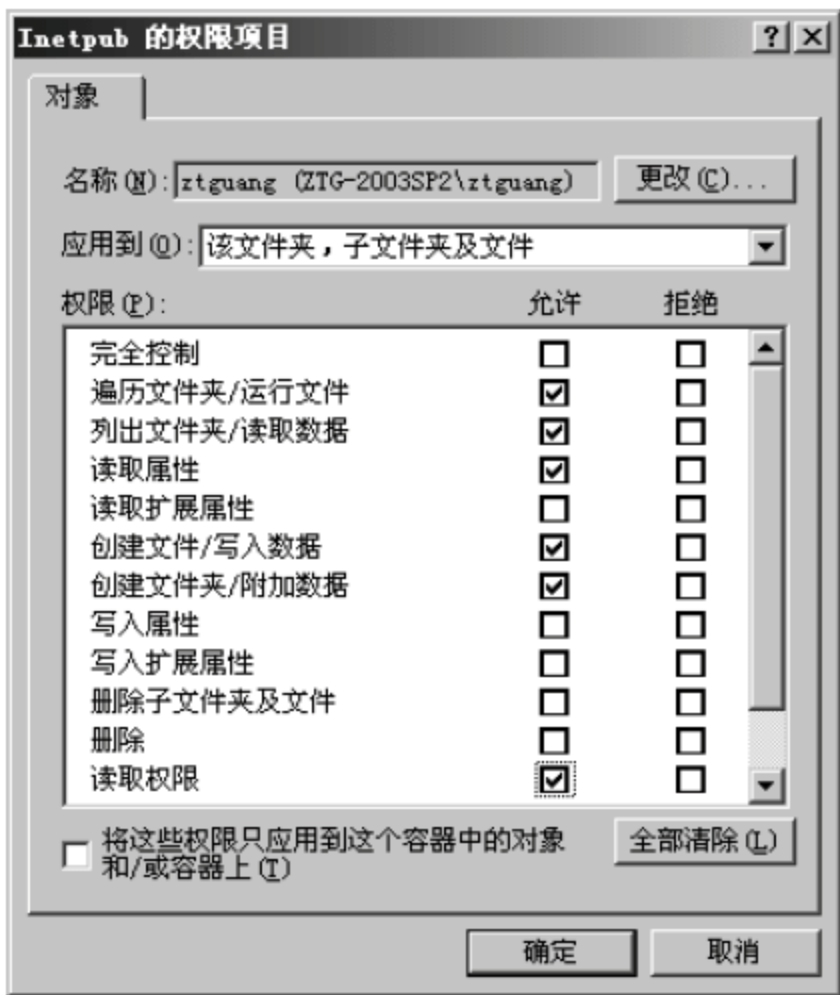 Inetpub 的权限项目
对象
名称(N): ztguang (ZTG-2003SP2\ztguang) 更改(C)...
应用到(O): 该文件夹，子文件夹及文件
权限(P): 允许 拒绝
完全控制
遍历文件夹/运行文件
列出文件夹/读取数据
读取属性
读取扩展属性
创建文件/写入数据
创建文件夹/附加数据
写入属性
写入扩展属性
删除子文件夹及文件
删除
读取权限
将这些权限只应用到这个容器中的对象 全部清除(L)
和/或容器上(T)
确定 取消